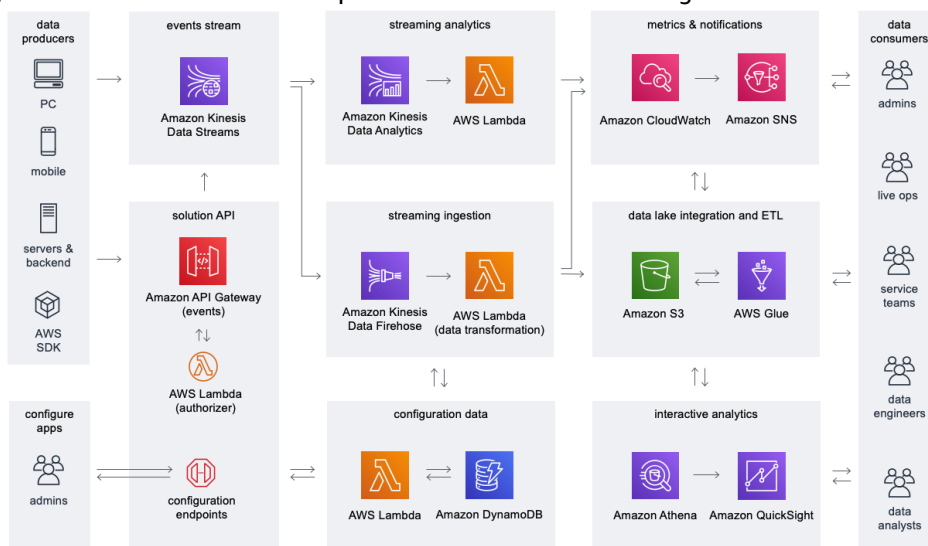 data
producers
PC
mobile
servers &
backend
AWS
SDK
configure
apps
admins
events stream
Amazon Kinesis
Data Streams
solution API
Amazon API Gateway
(events)
AWS Lambda
(authorizer)
configuration
endpoints
streaming analytics
Amazon Kinesis
Data Analytics
AWS Lambda
streaming ingestion
Amazon Kinesis
Data Firehose
AWS Lambda
(data transformation)
configuration data
AWS Lambda
Amazon DynamoDB
metrics & notifications
Amazon CloudWatch
Amazon SNS
data lake integration and ETL
Amazon S3
AWS Glue
interactive analytics
Amazon Athena
Amazon QuickSight
data
consumers
admins
live ops
service
teams
data
engineers
data
analysts